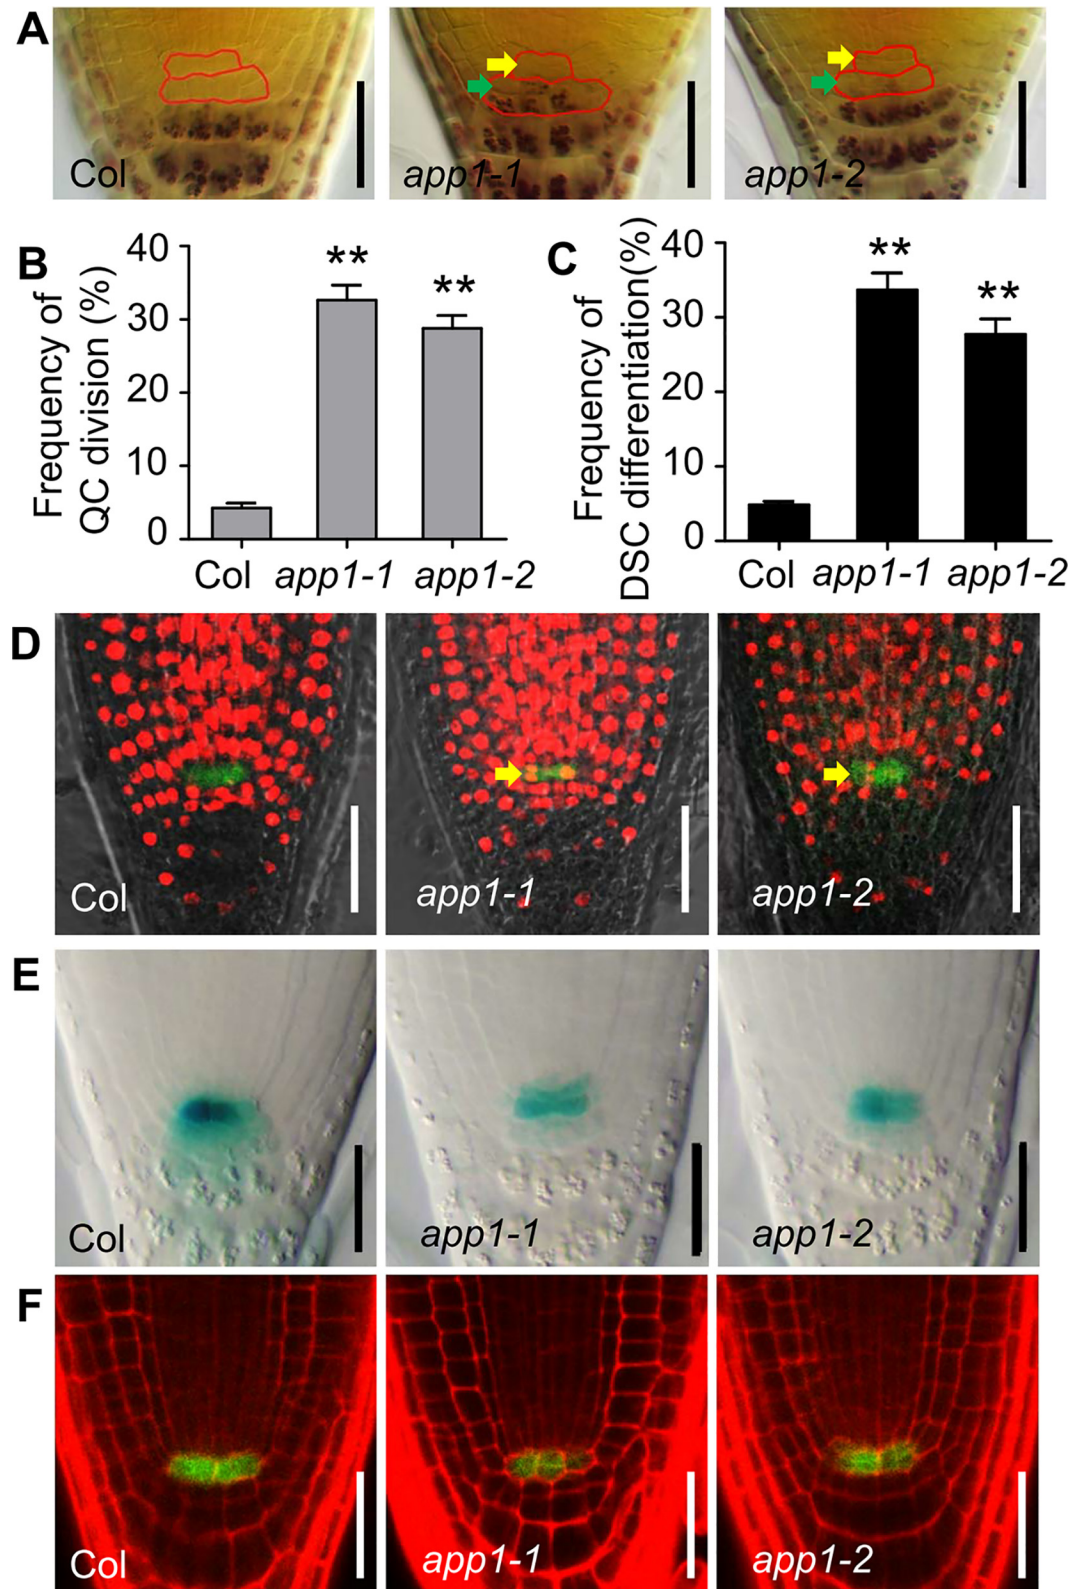 A
Col
app1-1
app1-2
B
Frequency of
QC division (%)
40
30
20
10
0
**
**
Col app1-1 app1-2
C
Frequency of
DSC differentiation(%)
40
30
20
10
0
**
**
Col app1-1 app1-2
D
Col
app1-1
app1-2
E
Col
app1-1
app1-2
F
Col
app1-1
app1-2